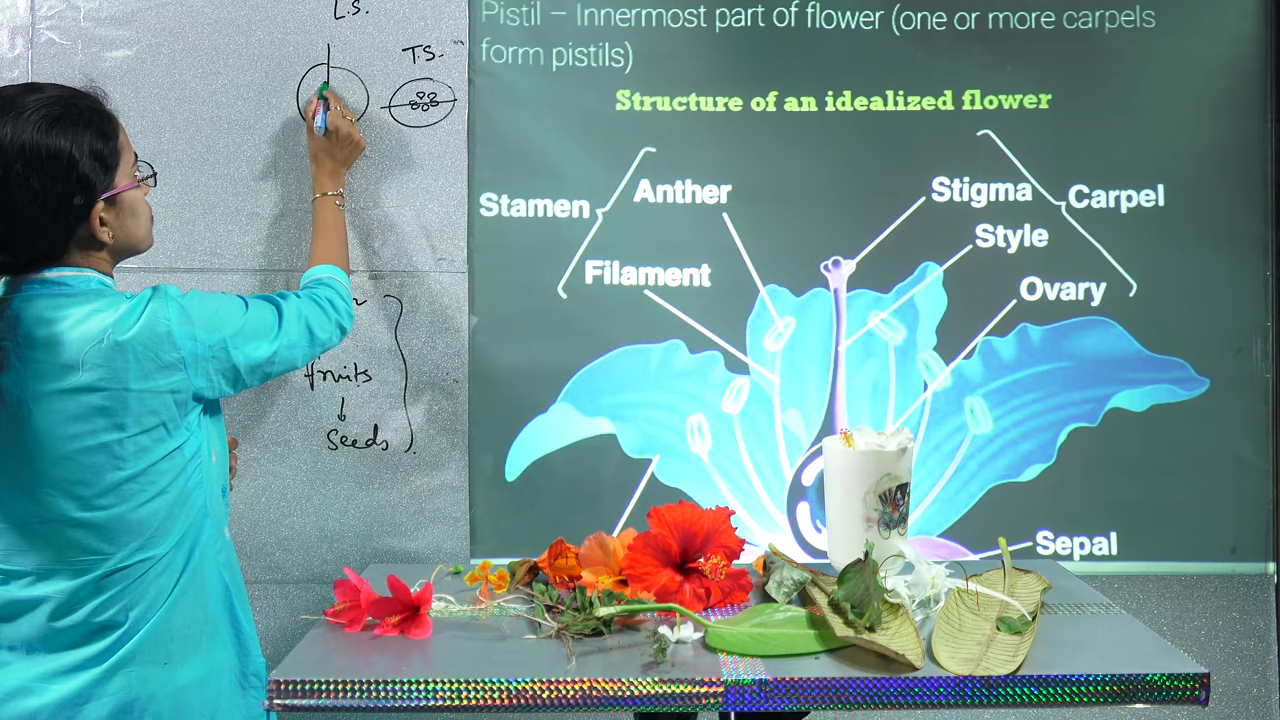 L.S.
T.S.
fruits
seeds
Pistil – Innermost part of flower (one or more carpels
form pistils)
Structure of an idealized flower
Stamen
Anther
Filament
Stigma
Carpel
Style
Ovary
Sepal